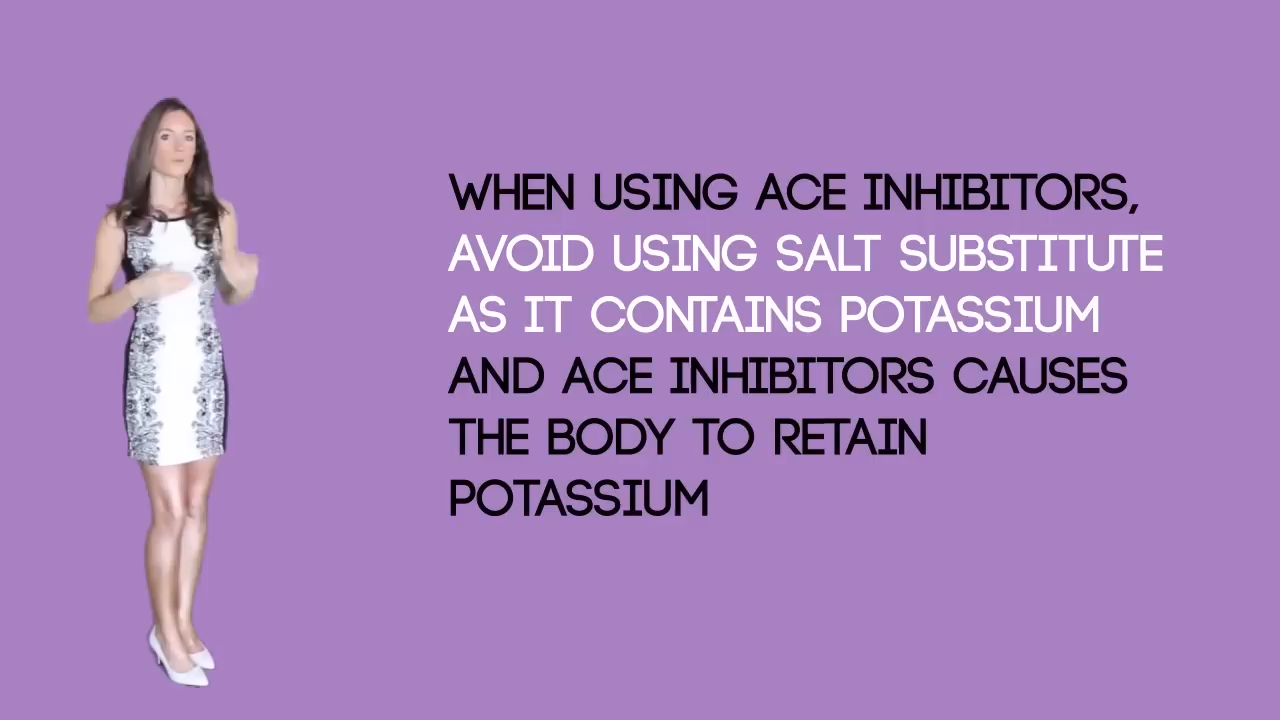 WHEN USING ACE INHIBITORS,
AVOID USING SALT SUBSTITUTE
AS IT CONTAINS POTASSIUM
AND ACE INHIBITORS CAUSES
THE BODY TO RETAIN
POTASSIUM